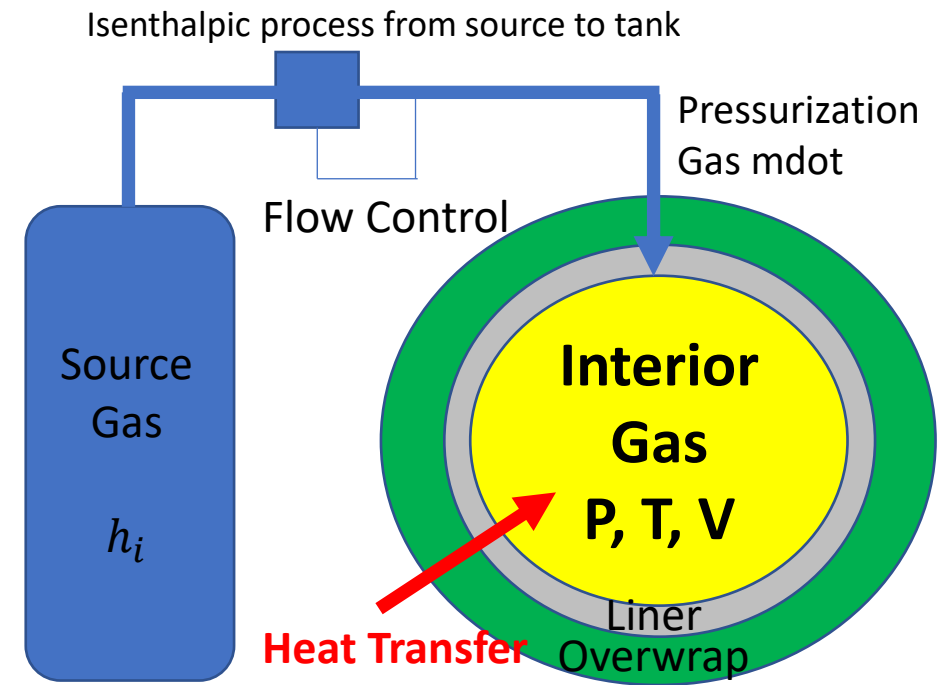 Isenthalpic process from source to tank
Pressurization
Gas mdot
Flow Control
Source
Gas
h_i
Interior
Gas
P, T, V
Liner
Heat Transfer
Overwrap